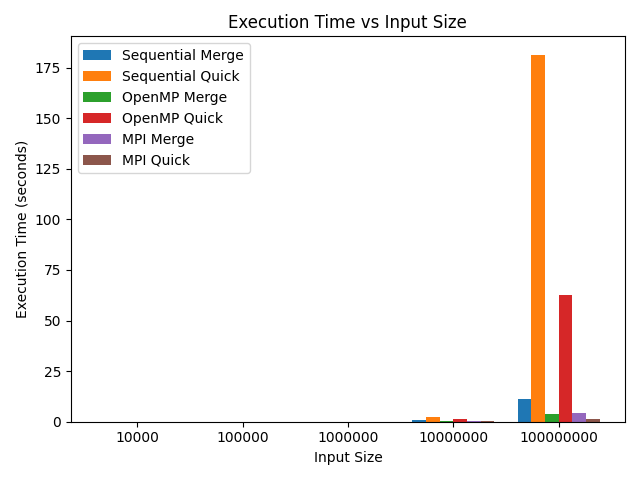 Execution Time vs Input Size
Sequential Merge
Sequential Quick
OpenMP Merge
OpenMP Quick
MPI Merge
MPI Quick
Execution Time (seconds)
175
150
125
100
75
50
25
0
10000
100000
1000000
10000000
100000000
Input Size